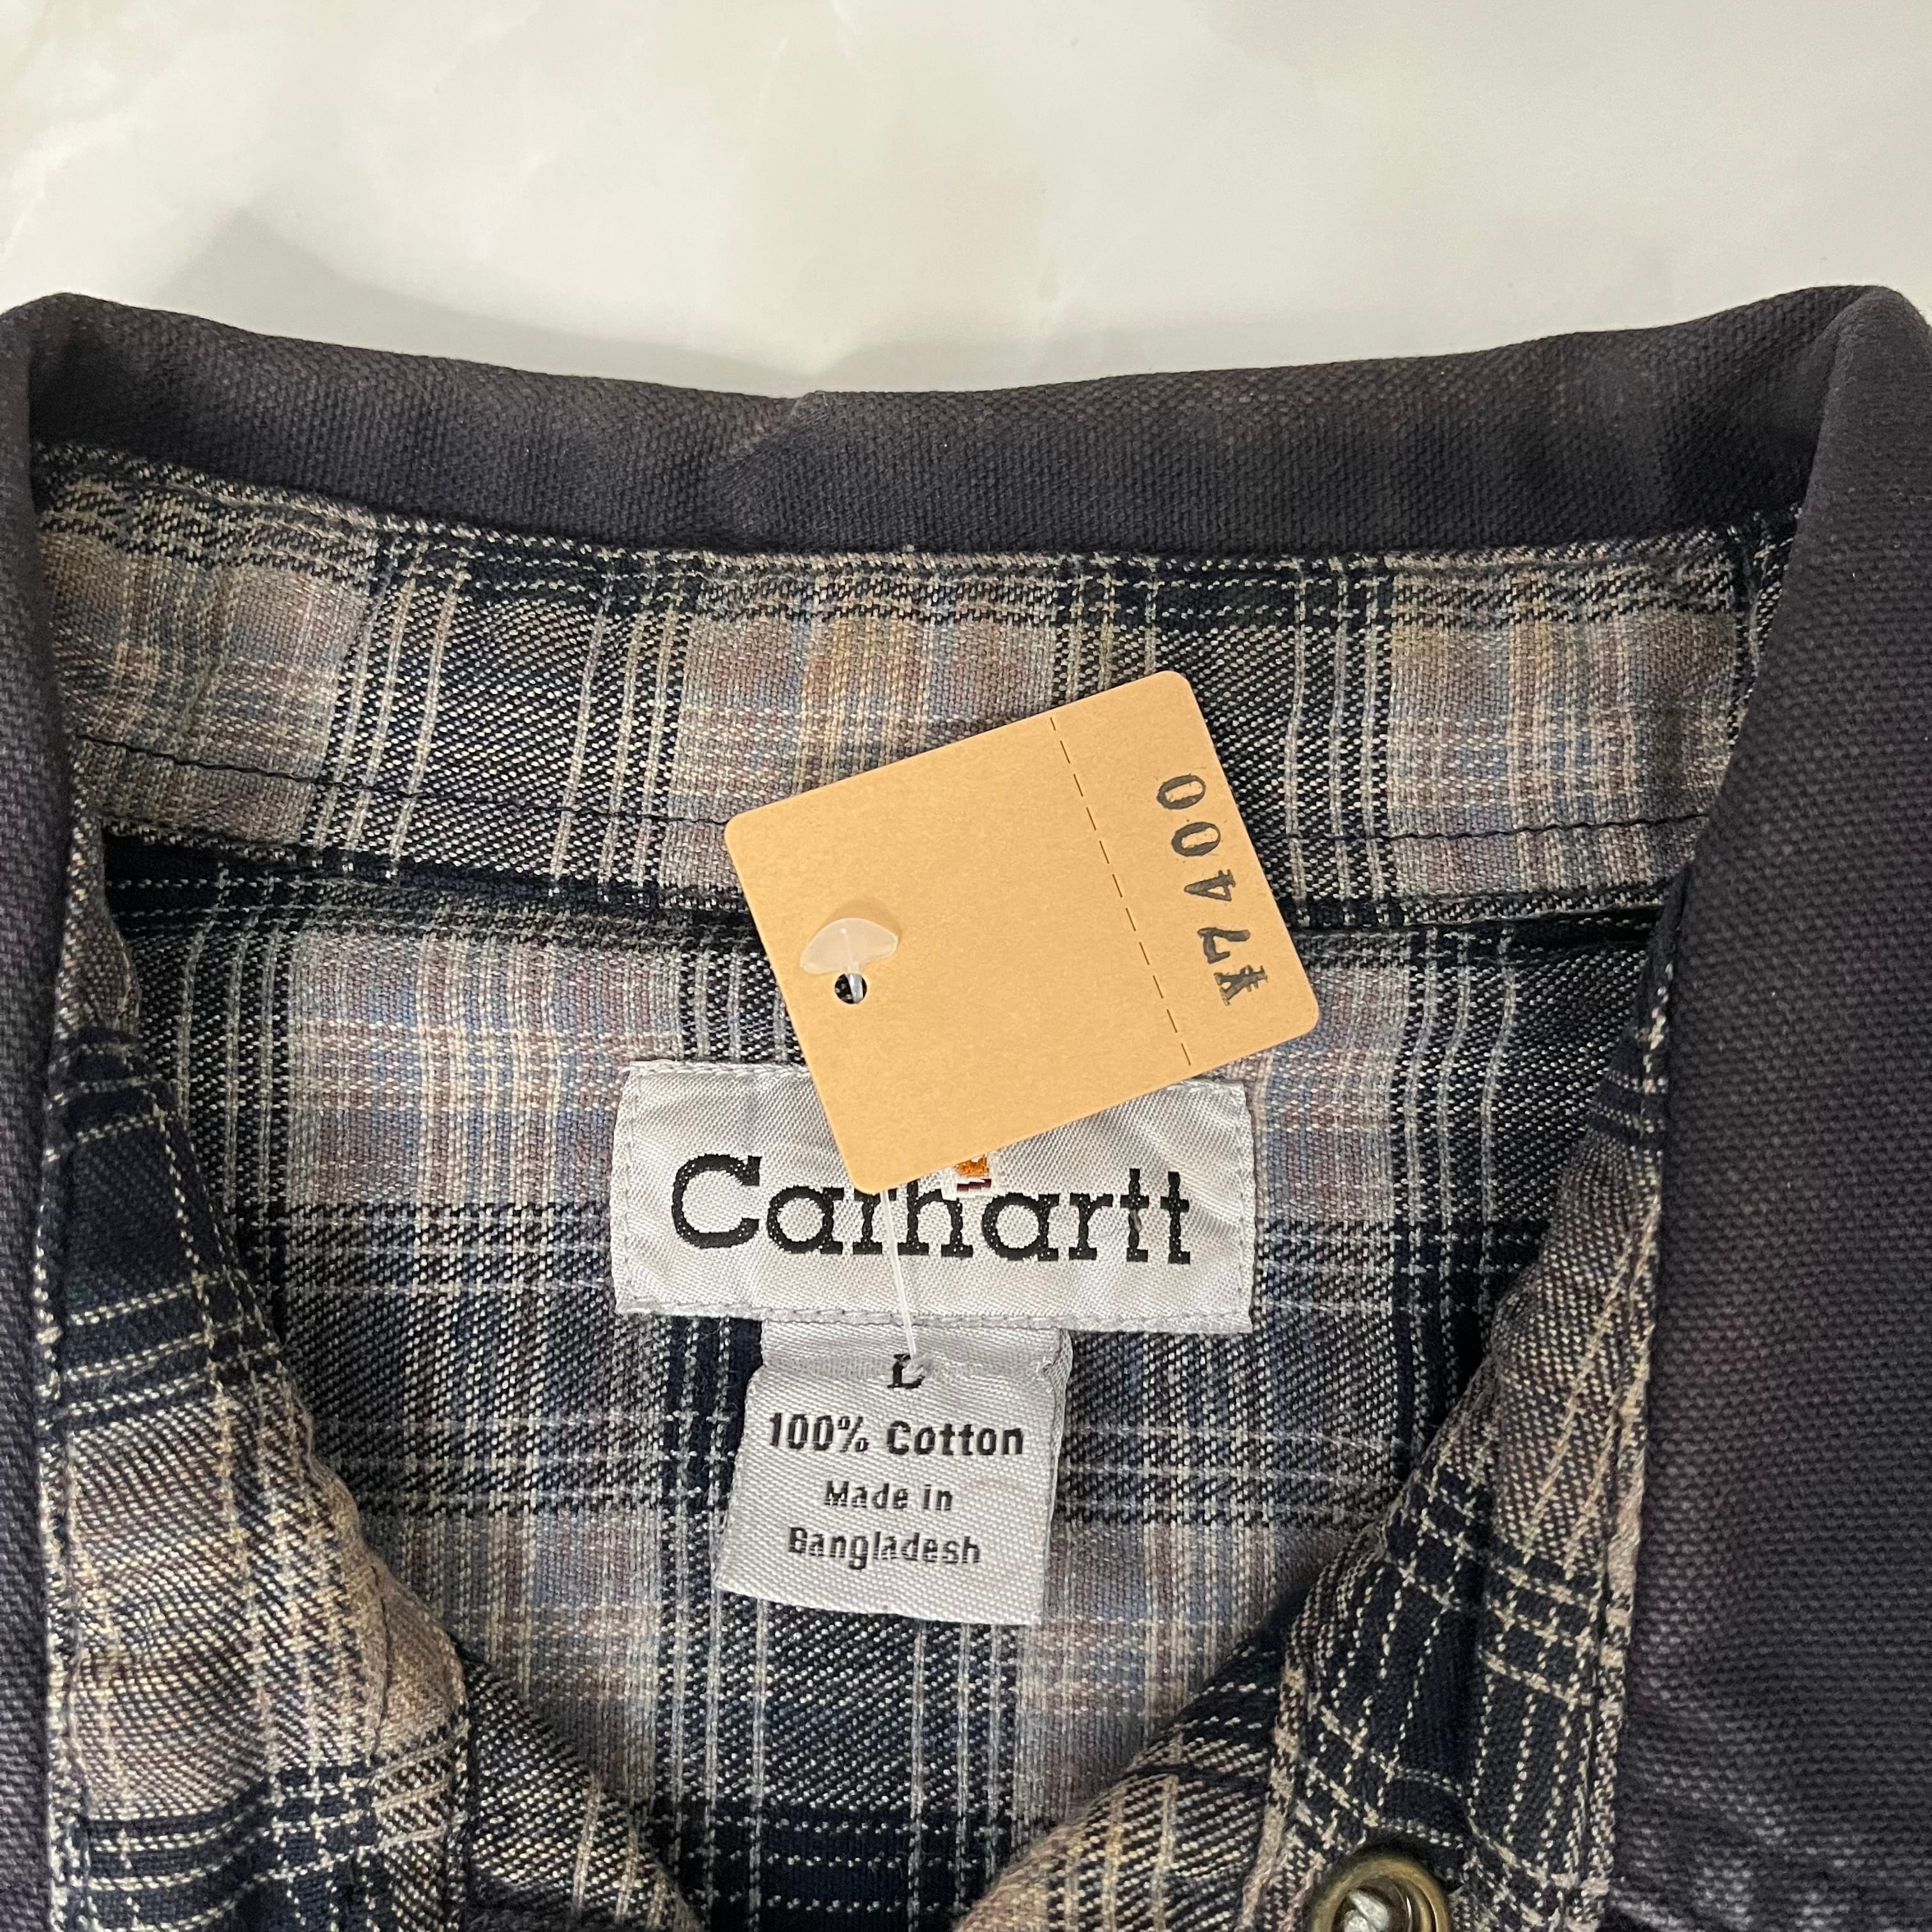 ¥7400
Carhartt
L
100% Cotton
Made in
Bangladesh